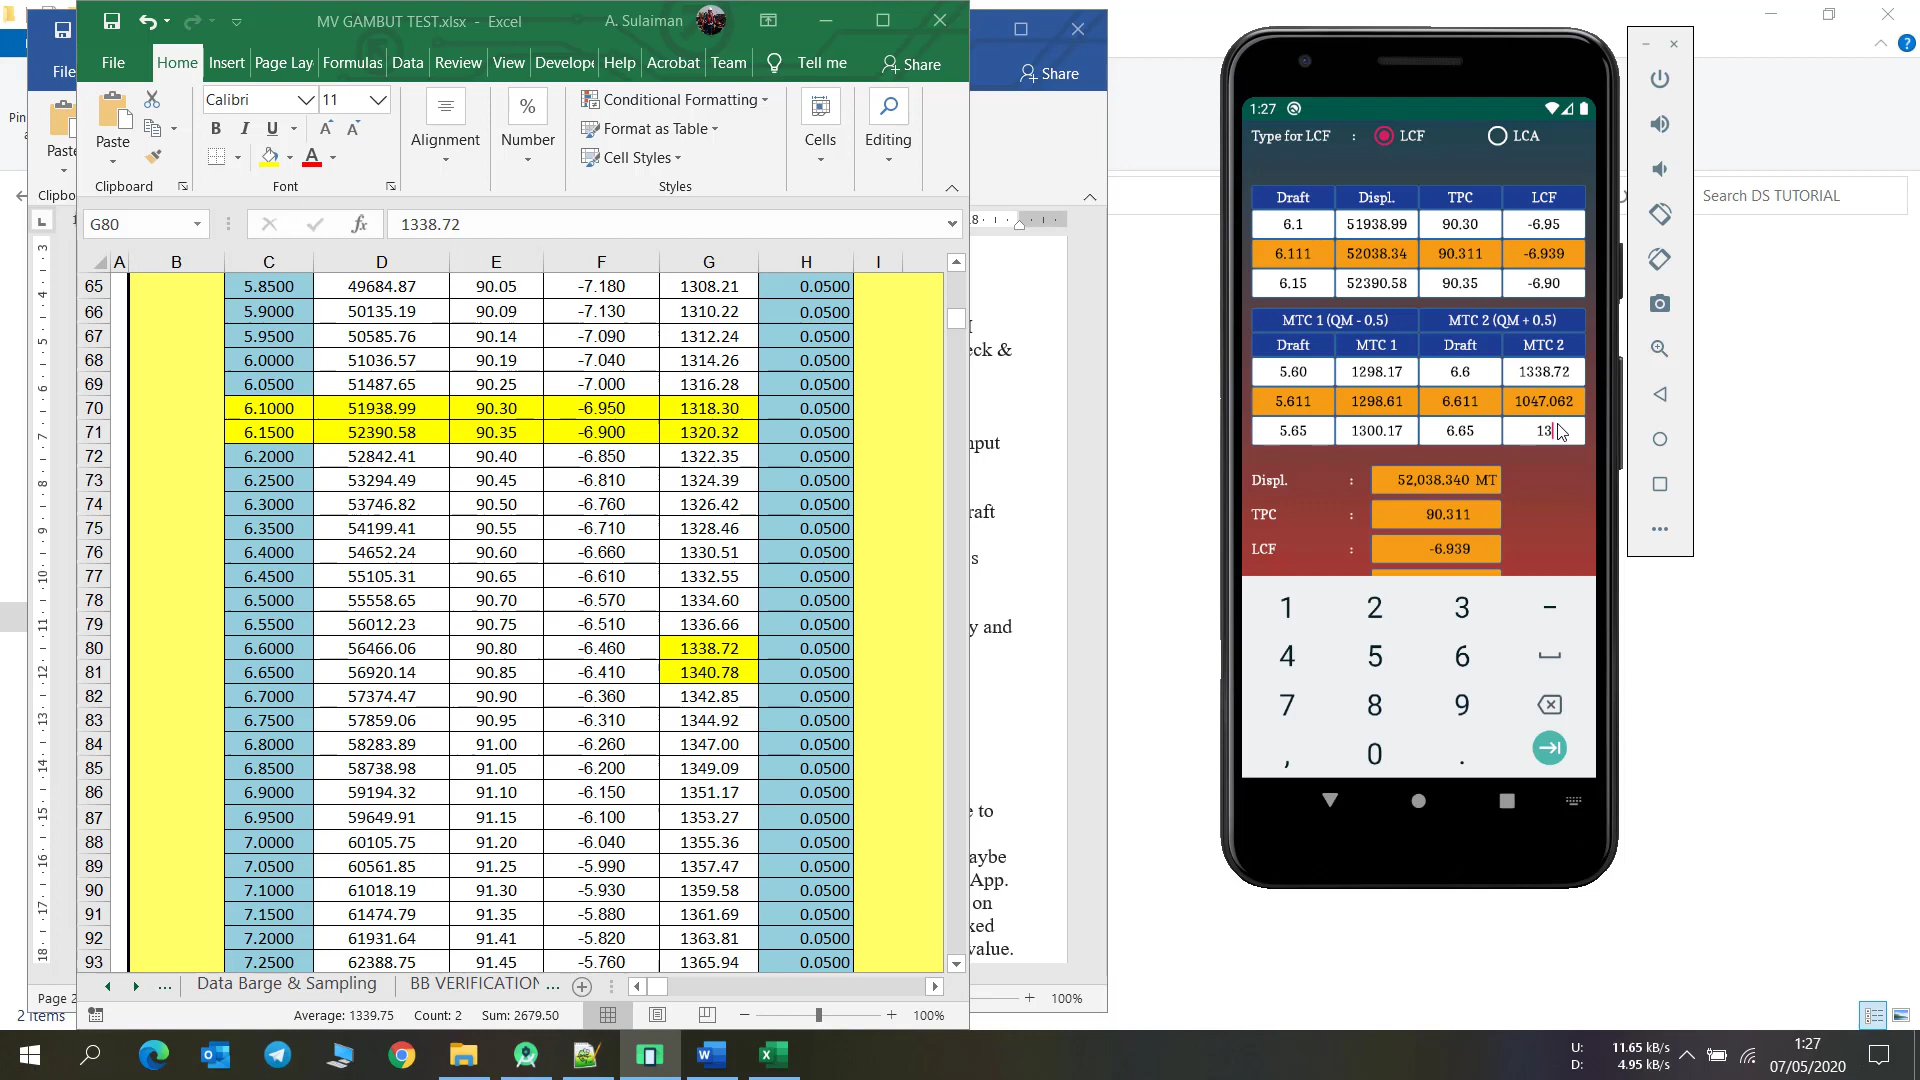 MV GAMBUT TEST.xlsx - Excel
A. Sulaiman
File Home Insert Page Lay Formulas Data Review View Develope Help Acrobat Team Tell me Share
File
Share
Pin
Paste
Clipboa
Paste
Clipboard
Calibri 11
B I U
A A
Font
Alignment
%
Number
Conditional Formatting
Format as Table
Cell Styles
Styles
Cells
Editing
Search DS TUTORIAL
G80 fx 1338.72
A B C D E F G H I
65 5.8500 49684.87 90.05 -7.180 1308.21 0.0500
66 5.9000 50135.19 90.09 -7.130 1310.22 0.0500
67 5.9500 50585.76 90.14 -7.090 1312.24 0.0500
68 6.0000 51036.57 90.19 -7.040 1314.26 0.0500
69 6.0500 51487.65 90.25 -7.000 1316.28 0.0500
70 6.1000 51938.99 90.30 -6.950 1318.30 0.0500
71 6.1500 52390.58 90.35 -6.900 1320.32 0.0500
72 6.2000 52842.41 90.40 -6.850 1322.35 0.0500
73 6.2500 53294.49 90.45 -6.810 1324.39 0.0500
74 6.3000 53746.82 90.50 -6.760 1326.42 0.0500
75 6.3500 54199.41 90.55 -6.710 1328.46 0.0500
76 6.4000 54652.24 90.60 -6.660 1330.51 0.0500
77 6.4500 55105.31 90.65 -6.610 1332.55 0.0500
78 6.5000 55558.65 90.70 -6.570 1334.60 0.0500
79 6.5500 56012.23 90.75 -6.510 1336.66 0.0500
80 6.6000 56466.06 90.80 -6.460 1338.72 0.0500
81 6.6500 56920.14 90.85 -6.410 1340.78 0.0500
82 6.7000 57374.47 90.90 -6.360 1342.85 0.0500
83 6.7500 57859.06 90.95 -6.310 1344.92 0.0500
84 6.8000 58283.89 91.00 -6.260 1347.00 0.0500
85 6.8500 58738.98 91.05 -6.200 1349.09 0.0500
86 6.9000 59194.32 91.10 -6.150 1351.17 0.0500
87 6.9500 59649.91 91.15 -6.100 1353.27 0.0500
88 7.0000 60105.75 91.20 -6.040 1355.36 0.0500
89 7.0500 60561.85 91.25 -5.990 1357.47 0.0500
90 7.1000 61018.19 91.30 -5.930 1359.58 0.0500
91 7.1500 61474.79 91.35 -5.880 1361.69 0.0500
92 7.2000 61931.64 91.41 -5.820 1363.81 0.0500
93 7.2500 62388.75 91.45 -5.760 1365.94 0.0500
Data Barge & Sampling BB VERIFICATION ...
Average: 1339.75 Count: 2 Sum: 2679.50 100%
eck &
nput
raft
s
y and
e to
aybe
App.
on
xed
value.
100%
Page 2
2 items
1:27
Type for LCF : LCF LCA
Draft Displ. TPC LCF
6.1 51938.99 90.30 -6.95
6.111 52038.34 90.311 -6.939
6.15 52390.58 90.35 -6.90
MTC 1 (QM - 0.5) MTC 2 (QM + 0.5)
Draft MTC 1 Draft MTC 2
5.60 1298.17 6.6 1338.72
5.611 1298.61 6.611 1047.062
5.65 1300.17 6.65 13
Displ. : 52,038.340 MT
TPC : 90.311
LCF : -6.939
1 2 3 -
4 5 6
7 8 9
, 0 .
U: 11.65 kB/s
D: 4.95 kB/s
1:27
07/05/2020